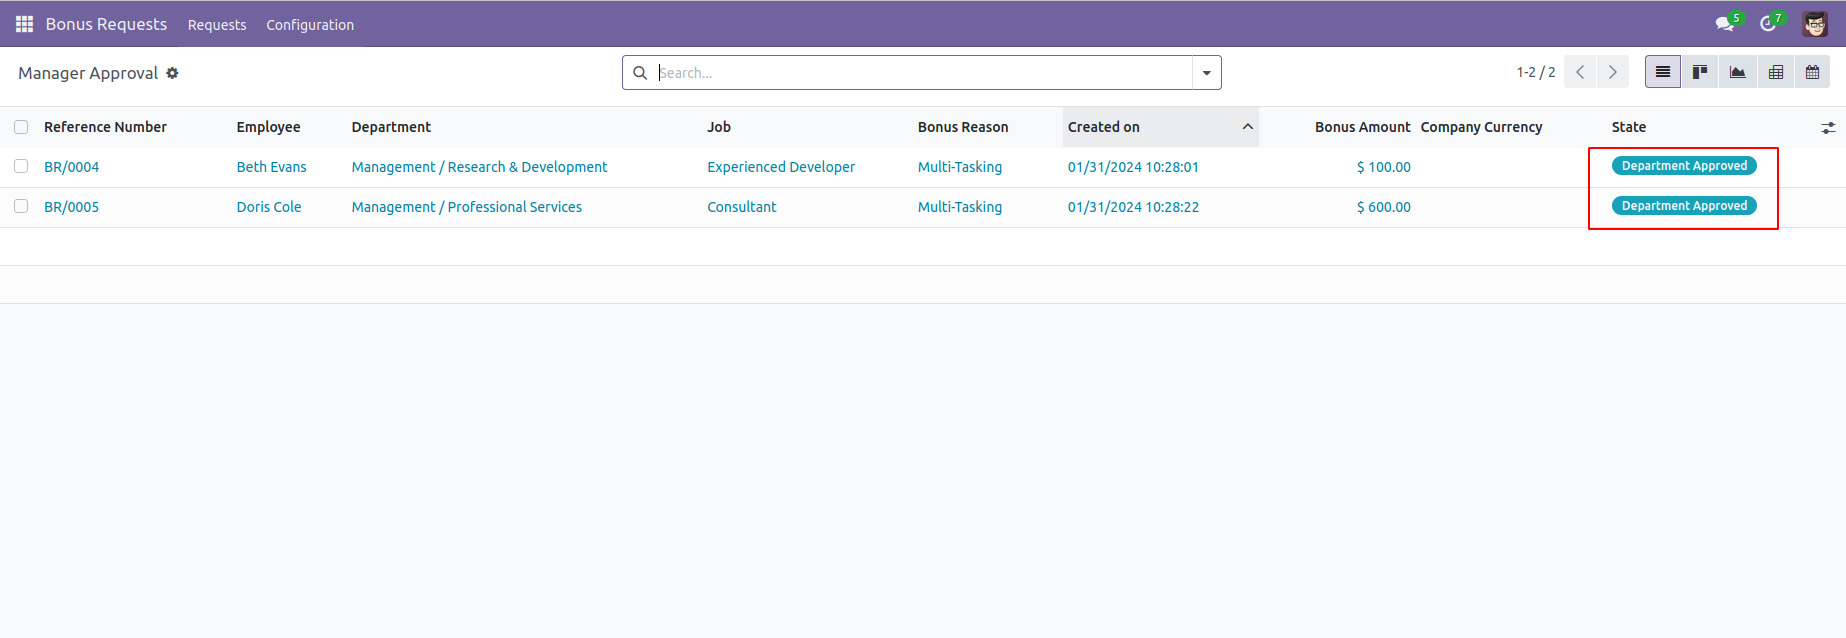 Bonus Requests Requests Configuration 5 7
Manager Approval Search... 1-2 / 2
Reference Number Employee Department Job Bonus Reason Created on Bonus Amount Company Currency State
BR/0004 Beth Evans Management / Research & Development Experienced Developer Multi-Tasking 01/31/2024 10:28:01 $ 100.00 Department Approved
BR/0005 Doris Cole Management / Professional Services Consultant Multi-Tasking 01/31/2024 10:28:22 $ 600.00 Department Approved